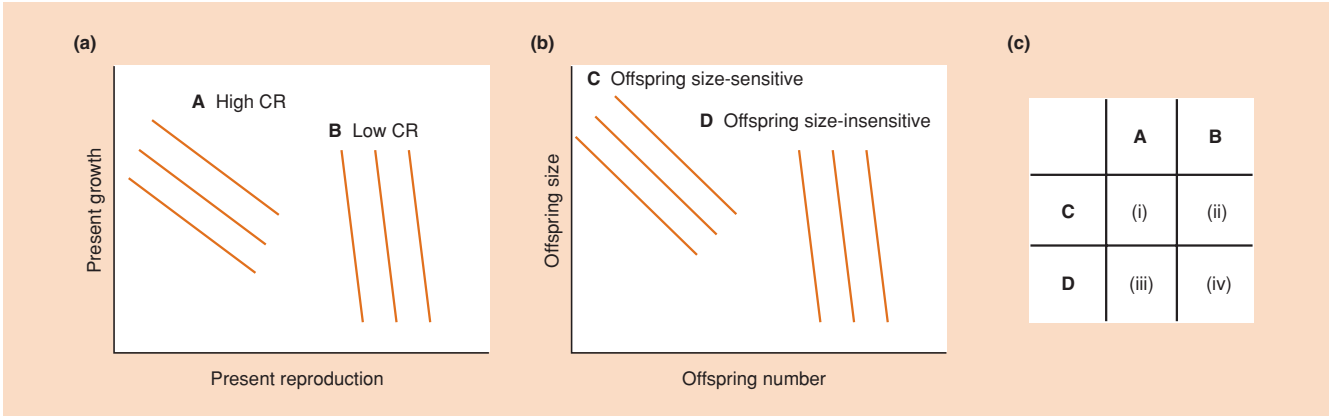 (a)
A High CR
B Low CR
Present growth
Present reproduction
(b)
C Offspring size-sensitive
D Offspring size-insensitive
Offspring size
Offspring number
(c)
A B
C (i) (ii)
D (iii) (iv)